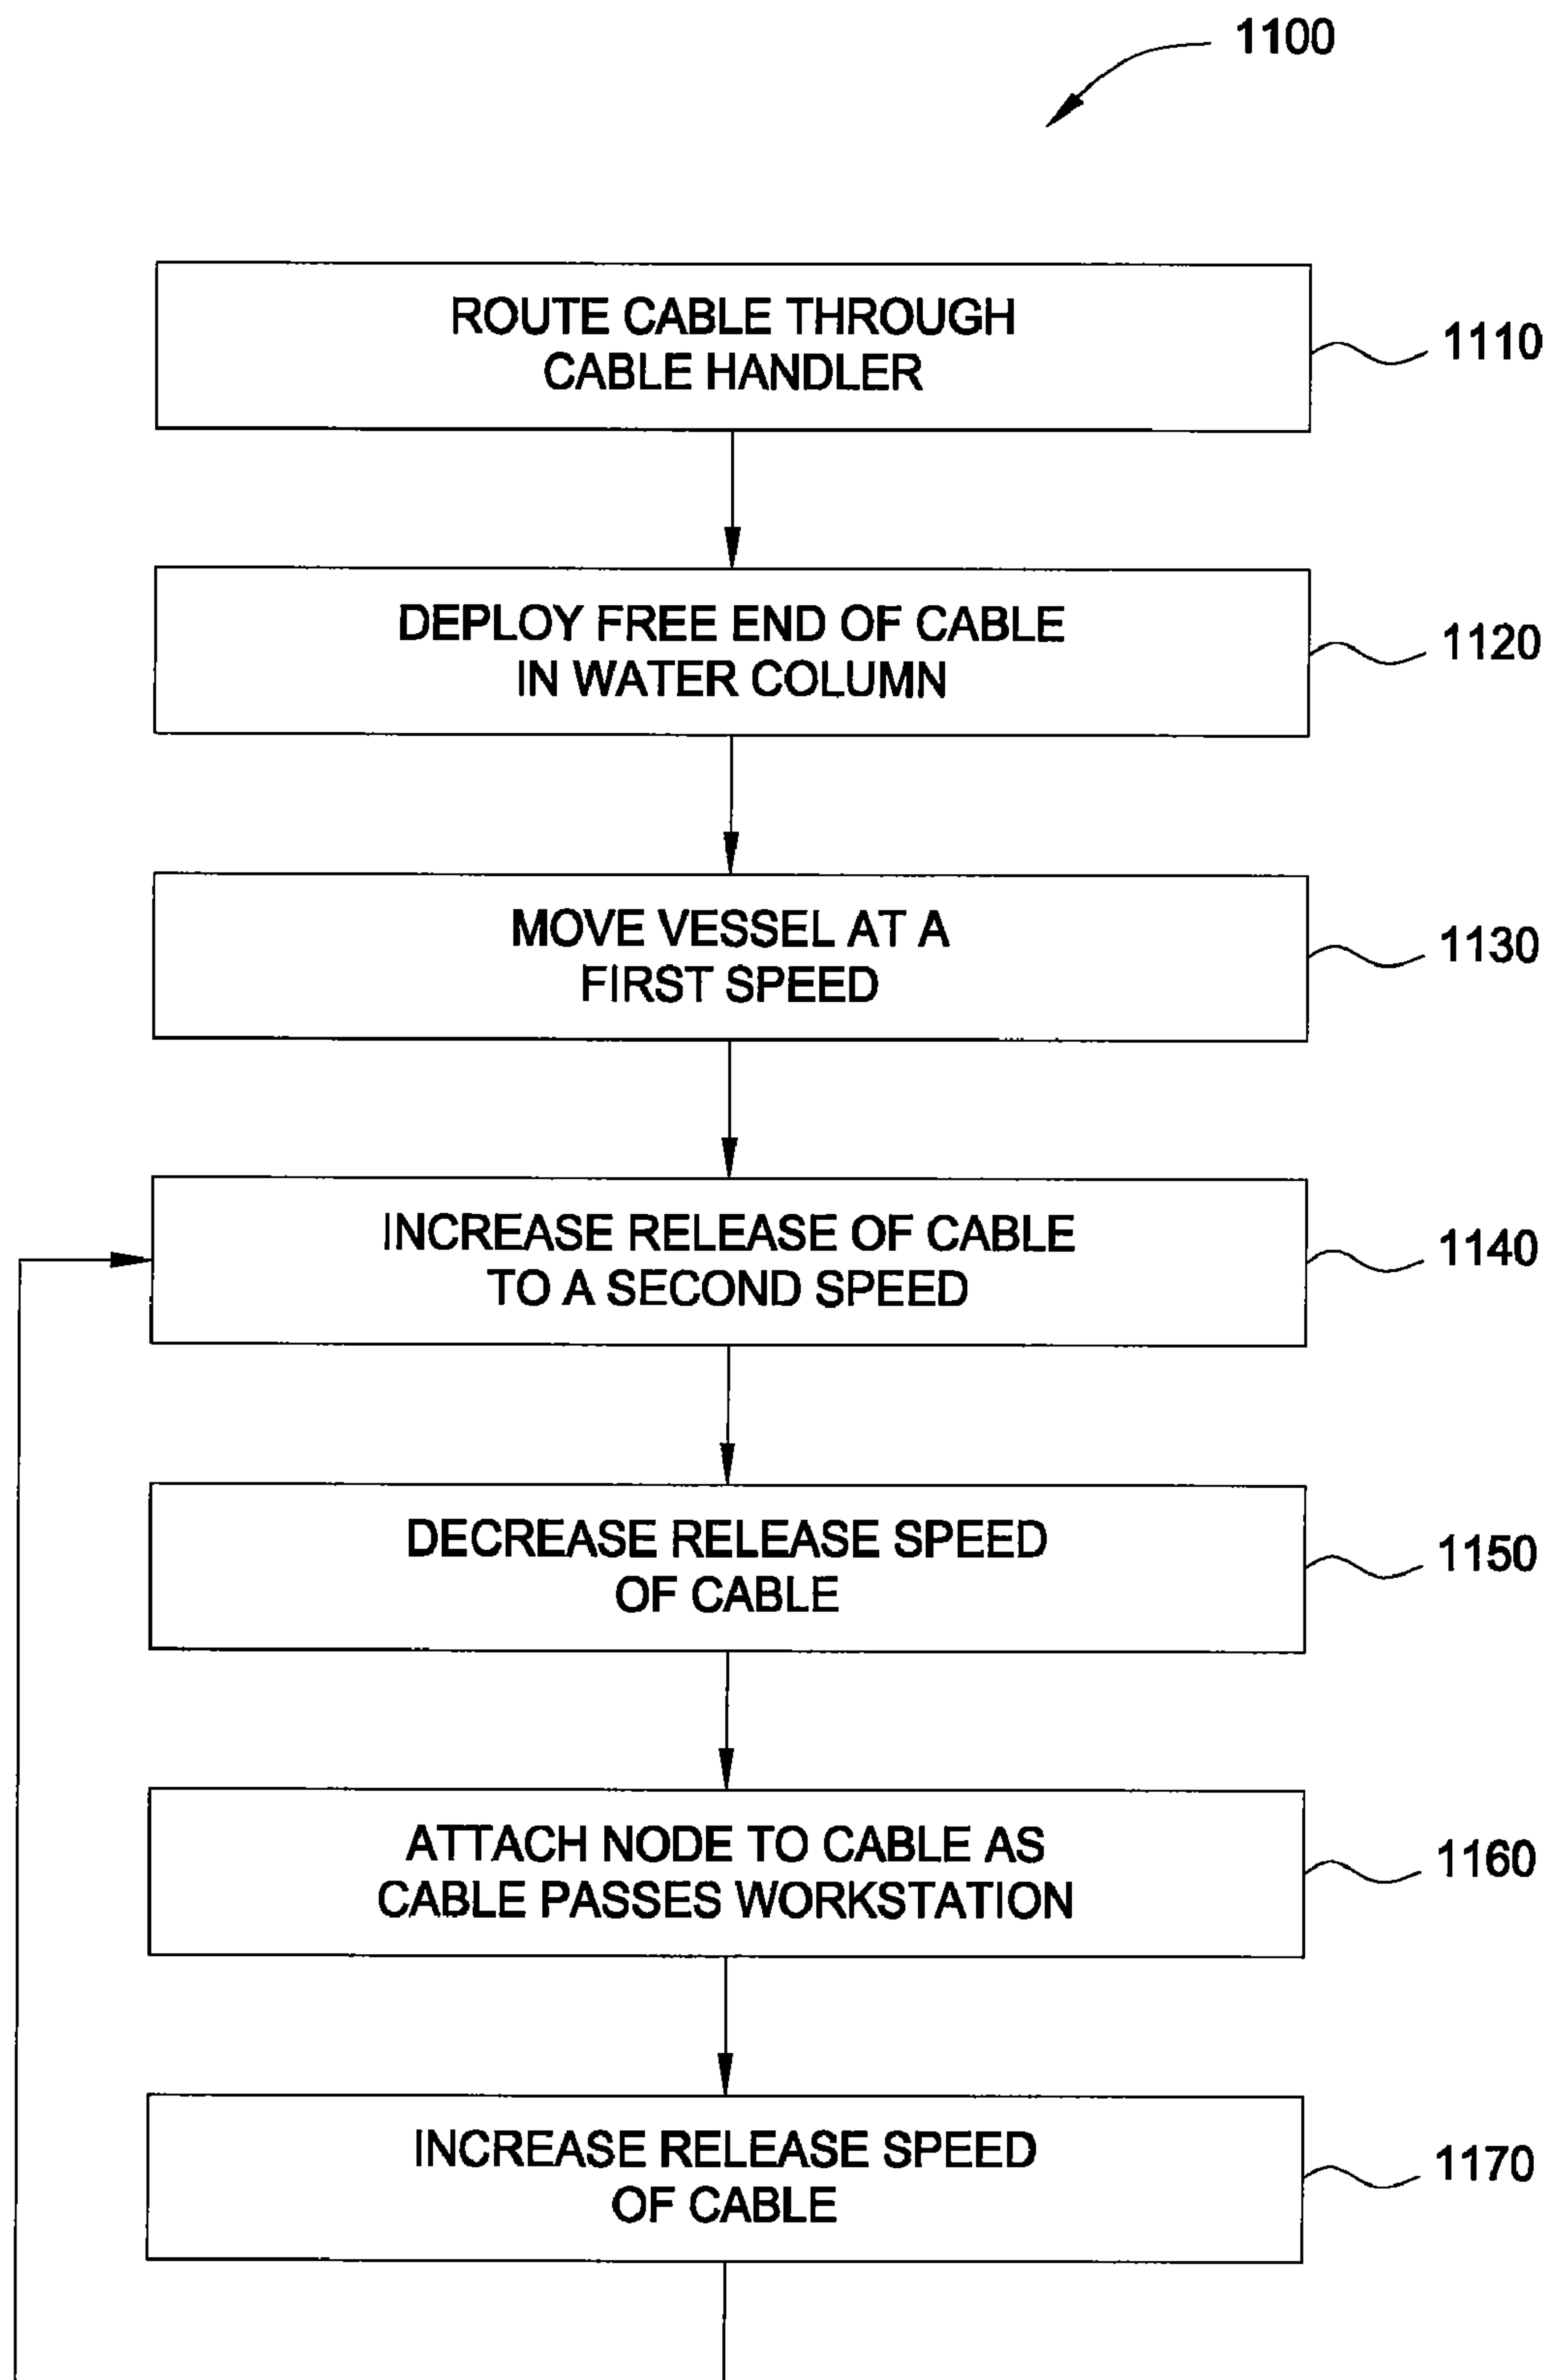 1100
ROUTE CABLE THROUGH
CABLE HANDLER
1110
DEPLOY FREE END OF CABLE
IN WATER COLUMN
1120
MOVE VESSEL AT A
FIRST SPEED
1130
INCREASE RELEASE OF CABLE
TO A SECOND SPEED
1140
DECREASE RELEASE SPEED
OF CABLE
1150
ATTACH NODE TO CABLE AS
CABLE PASSES WORKSTATION
1160
INCREASE RELEASE SPEED
OF CABLE
1170